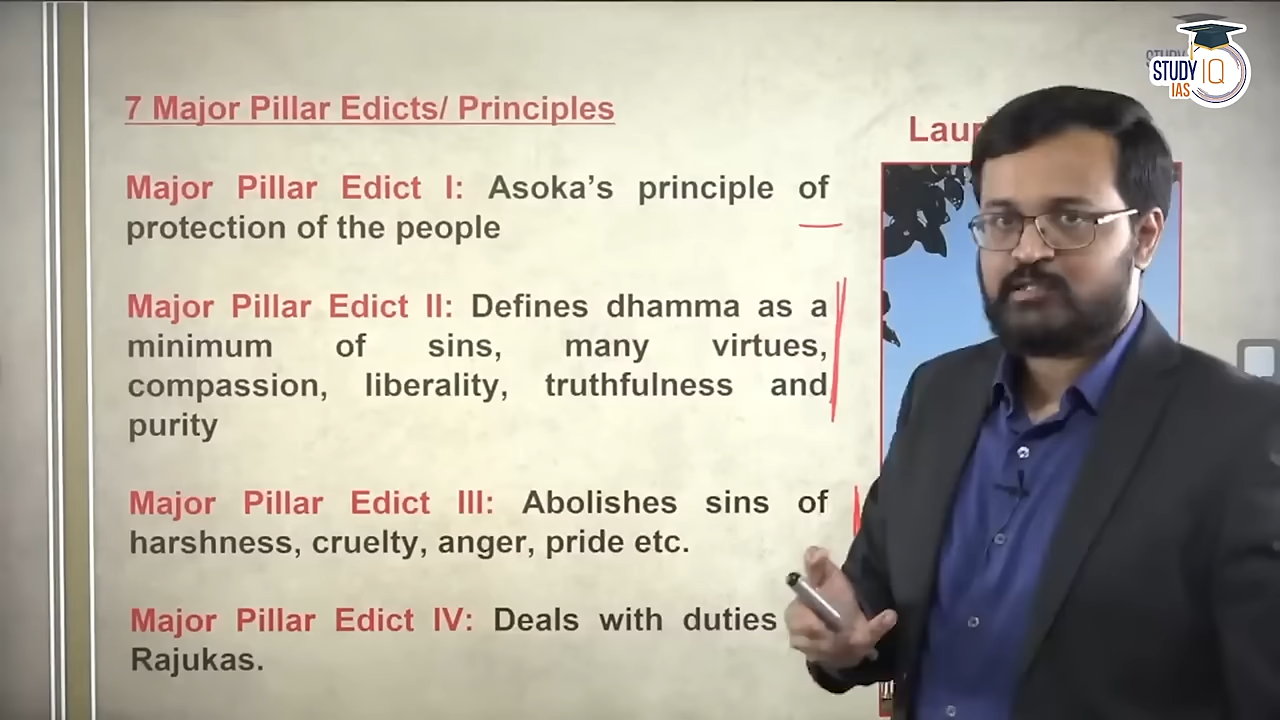 STUDY IQ
IAS
7 Major Pillar Edicts/ Principles
Major Pillar Edict I: Asoka's principle of
protection of the people
Major Pillar Edict II: Defines dhamma as a
minimum of sins, many virtues,
compassion, liberality, truthfulness and
purity
Major Pillar Edict III: Abolishes sins of
harshness, cruelty, anger, pride etc.
Major Pillar Edict IV: Deals with duties
Rajukas.